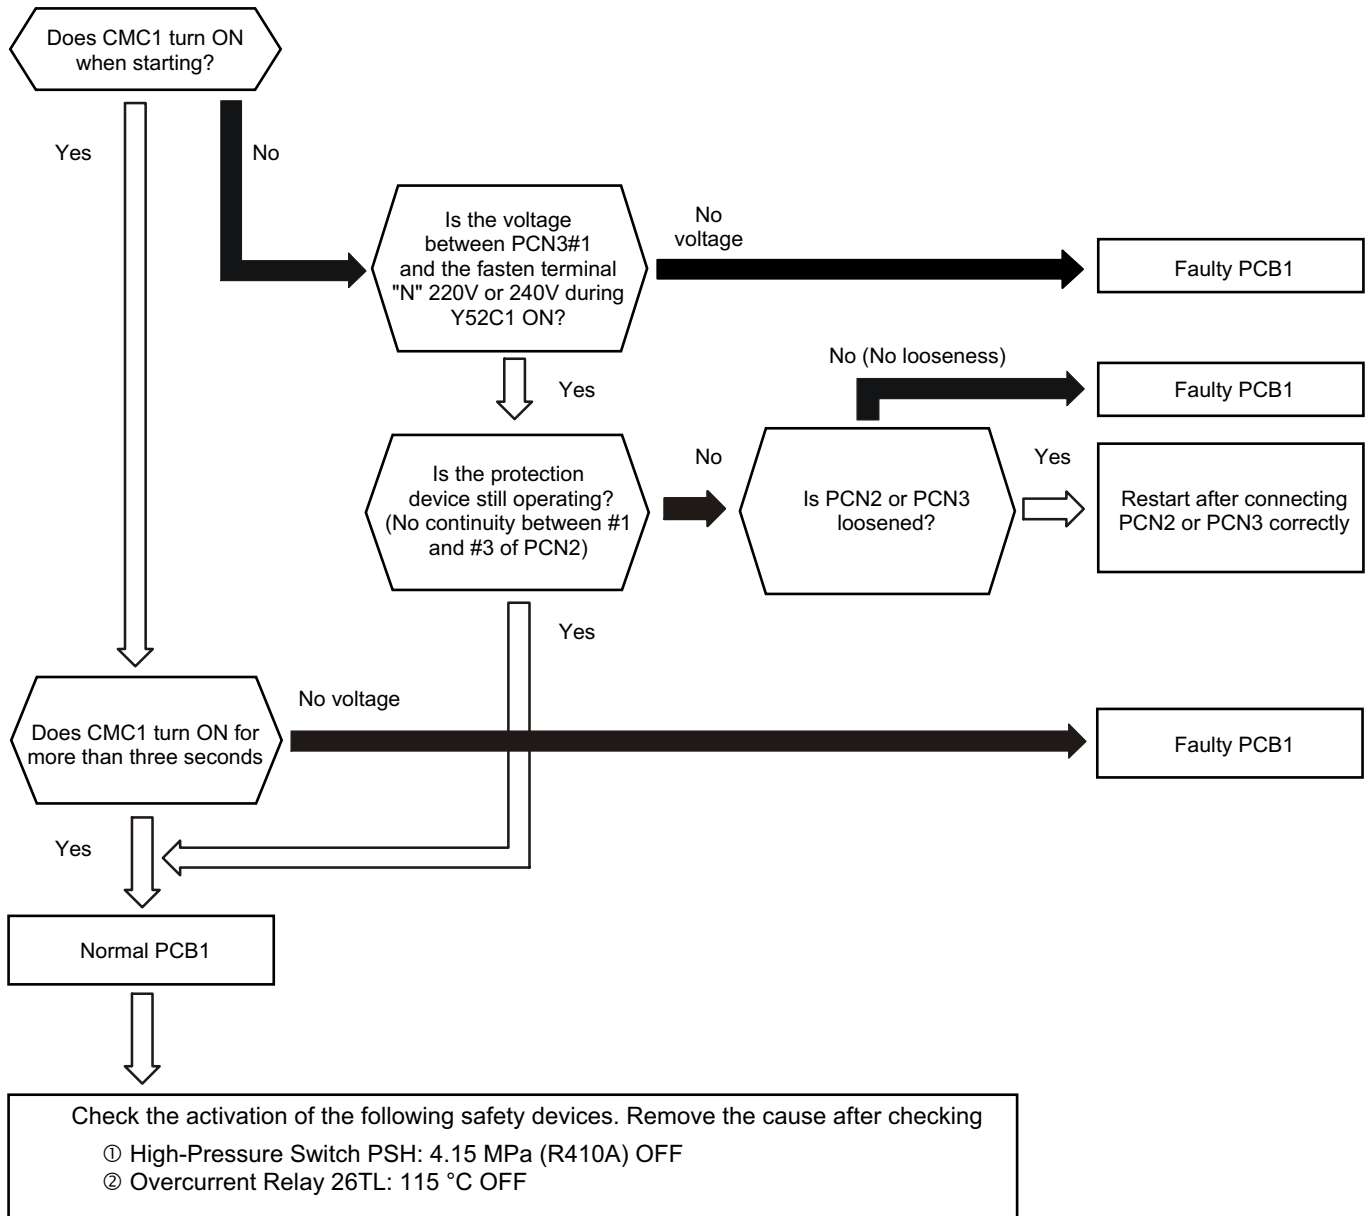 Does CMC1 turn ON
when starting?
Yes
No
Is the voltage
between PCN3#1
and the fasten terminal
"N" 220V or 240V during
Y52C1 ON?
No
voltage
Faulty PCB1
Yes
No (No looseness)
Faulty PCB1
Is the protection
device still operating?
(No continuity between #1
and #3 of PCN2)
No
Is PCN2 or PCN3
loosened?
Yes
Restart after connecting
PCN2 or PCN3 correctly
Yes
Does CMC1 turn ON for
more than three seconds
No voltage
Faulty PCB1
Yes
Normal PCB1
Check the activation of the following safety devices. Remove the cause after checking
① High-Pressure Switch PSH: 4.15 MPa (R410A) OFF
② Overcurrent Relay 26TL: 115 °C OFF